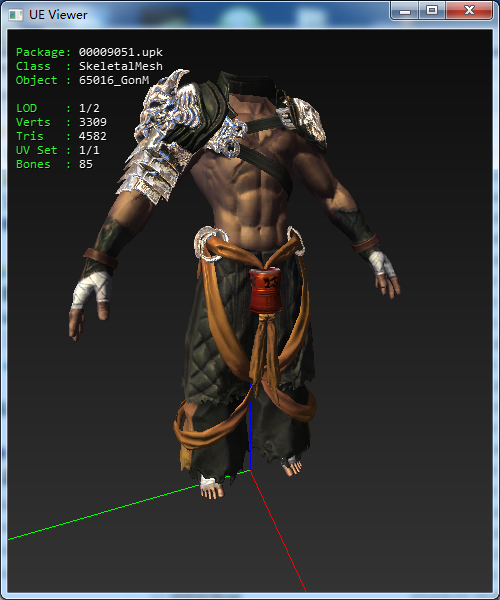 UE Viewer
Package: 00009051.upk
Class : SkeletalMesh
Object : 65016_GonM
LOD : 1/2
Verts : 3309
Tris : 4582
UV Set : 1/1
Bones : 85